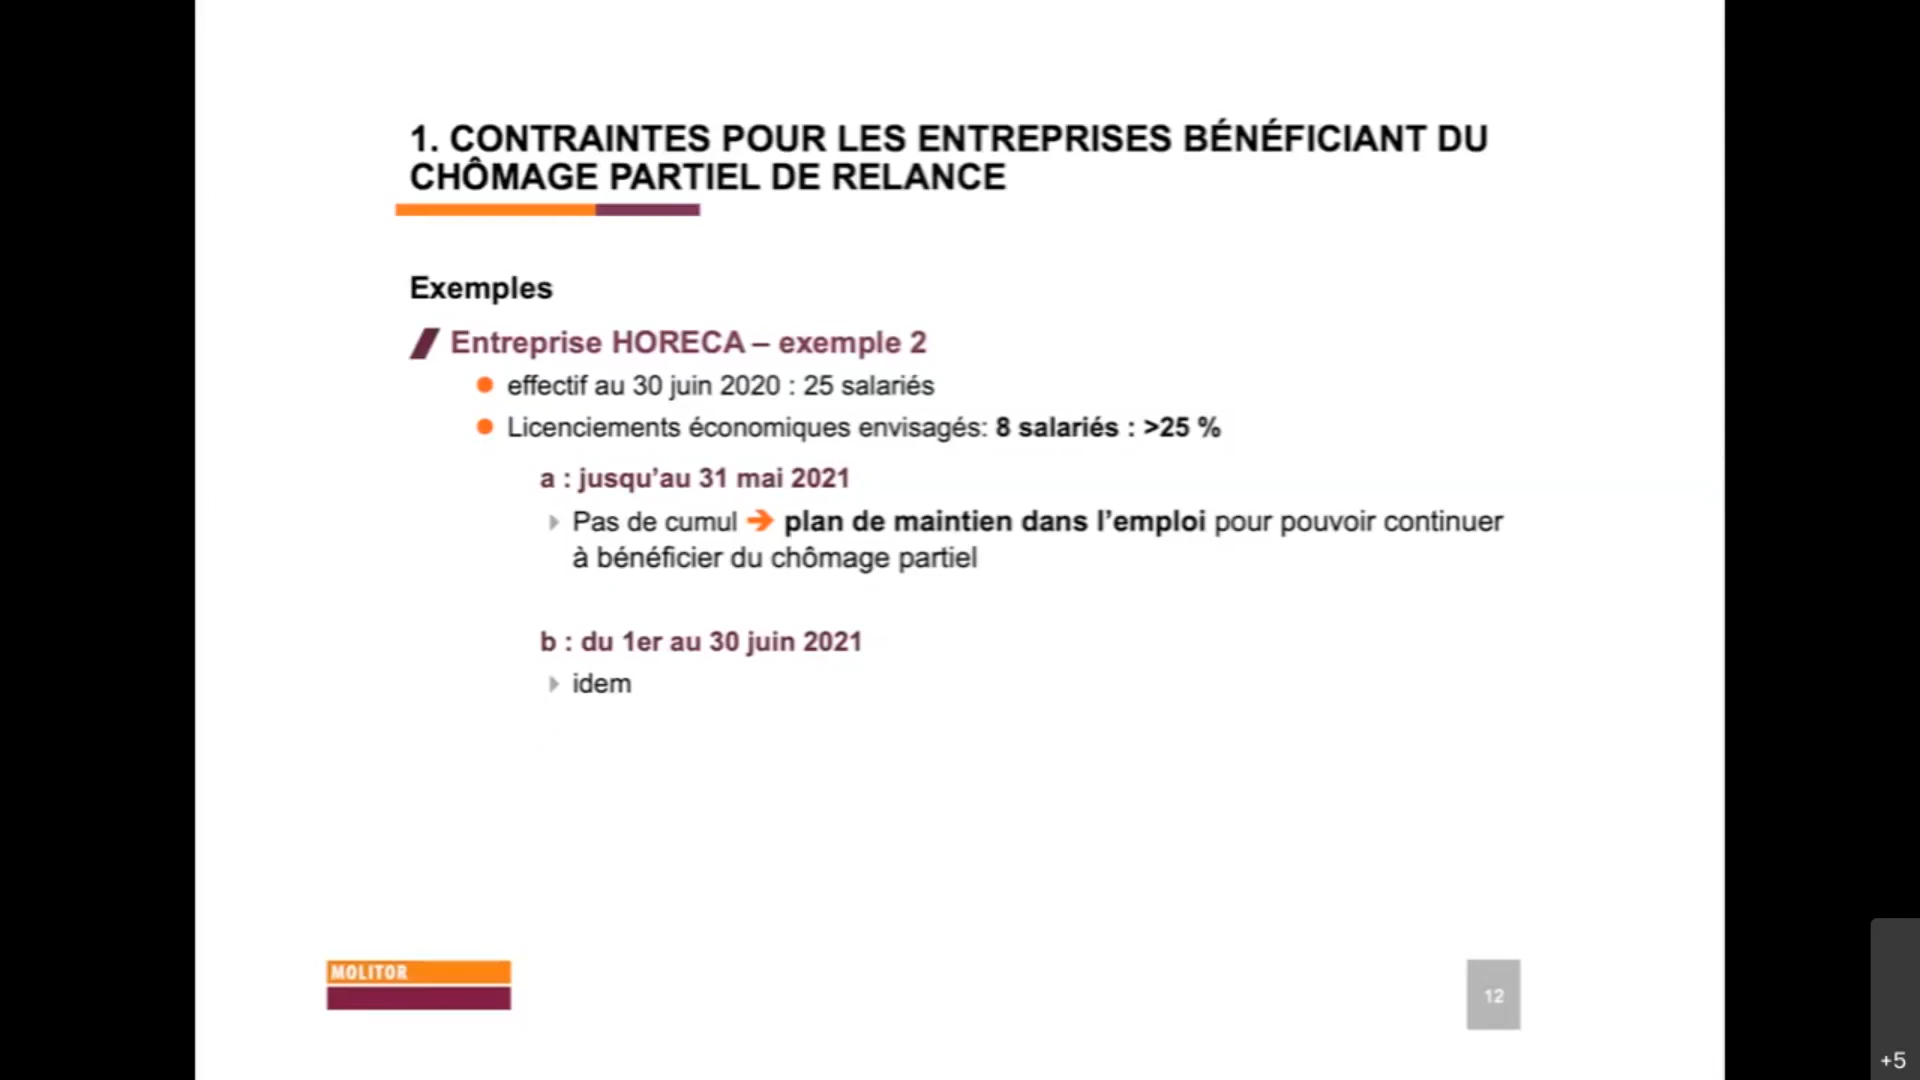 1. CONTRAINTES POUR LES ENTREPRISES BÉNÉFICIANT DU
CHÔMAGE PARTIEL DE RELANCE
Exemples
Entreprise HORECA – exemple 2
effectif au 30 juin 2020 : 25 salariés
Licenciements économiques envisagés: 8 salariés : >25 %
a : jusqu’au 31 mai 2021
Pas de cumul ➔ plan de maintien dans l’emploi pour pouvoir continuer
à bénéficier du chômage partiel
b : du 1er au 30 juin 2021
idem
MOLITOR
12
+5